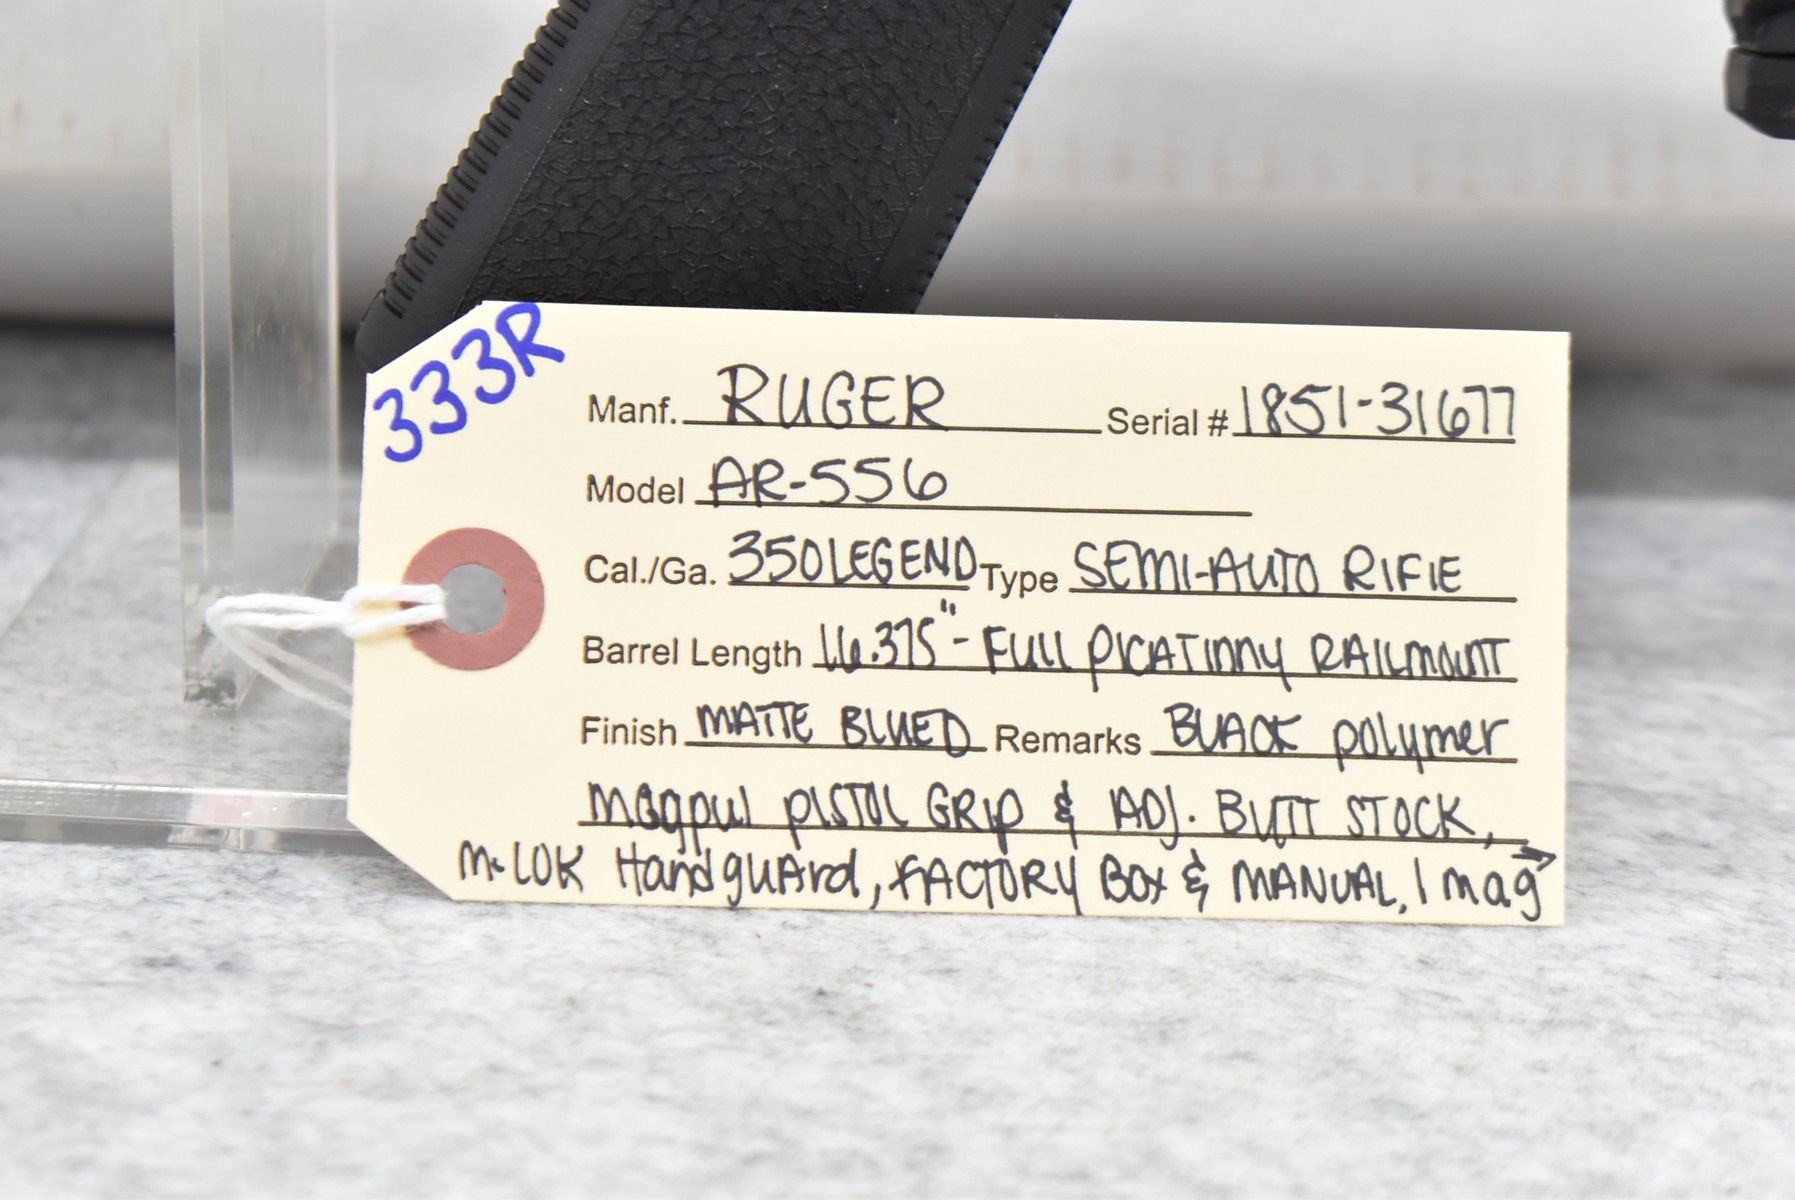 333R
Manf. RUGER Serial # 1851-31677
Model AR-556
Cal./Ga. 350 LEGEND Type SEMI-AUTO RIFLE
Barrel Length 16.375" - FULL PICATINNY RAILMOUNT
Finish MATTE BLUED Remarks BLACK polymer
magpul PISTOL GRIP & ADJ. BUTT STOCK,
M-LOK HandguArd, FACTORY Box & MANUAL, 1 mag →